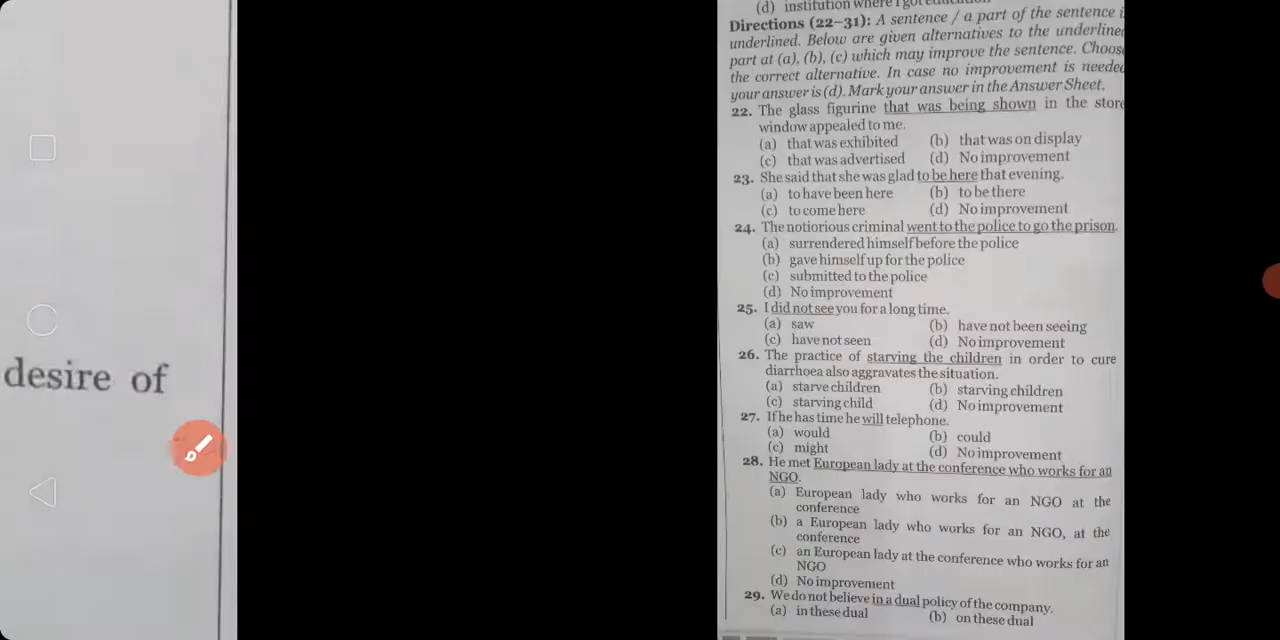 desire of
(d) institution where I got education
Directions (22–31): A sentence / a part of the sentence
underlined. Below are given alternatives to the underlined
part at (a), (b), (c) which may improve the sentence. Choose
the correct alternative. In case no improvement is needed
your answer is (d). Mark your answer in the Answer Sheet.
22. The glass figurine that was being shown in the store
window appealed to me.
(a) that was exhibited (b) that was on display
(c) that was advertised (d) No improvement
23. She said that she was glad to be here that evening.
(a) to have been here (b) to be there
(c) to come here (d) No improvement
24. The notiorious criminal went to the police to go the prison.
(a) surrendered himself before the police
(b) gave himself up for the police
(c) submitted to the police
(d) No improvement
25. I did not see you for a long time.
(a) saw (b) have not been seeing
(c) have not seen (d) No improvement
26. The practice of starving the children in order to cure
diarrhoea also aggravates the situation.
(a) starve children (b) starving children
(c) starving child (d) No improvement
27. If he has time he will telephone.
(a) would (b) could
(c) might (d) No improvement
28. He met European lady at the conference who works for an
NGO.
(a) European lady who works for an NGO at the
conference
(b) a European lady who works for an NGO, at the
conference
(c) an European lady at the conference who works for an
NGO
(d) No improvement
29. We do not believe in a dual policy of the company.
(a) in these dual (b) on these dual